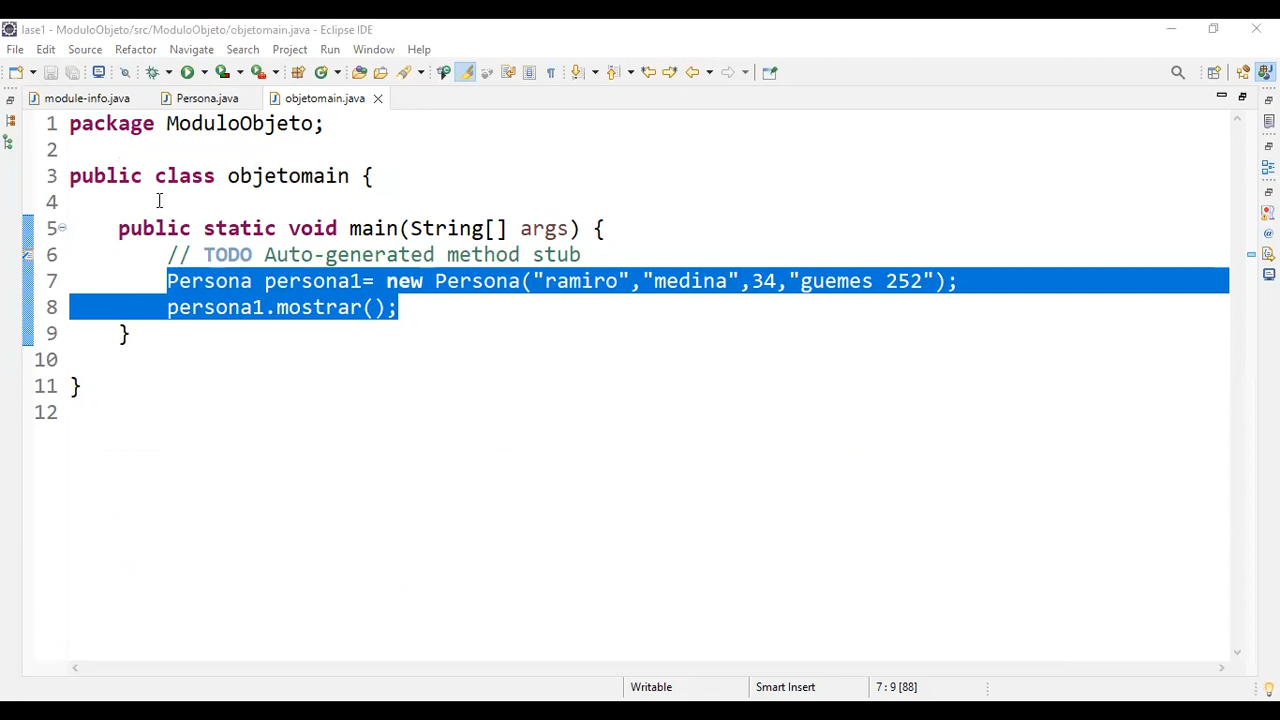 lase1 - ModuloObjeto/src/ModuloObjeto/objetomain.java - Eclipse IDE
File Edit Source Refactor Navigate Search Project Run Window Help
module-info.java Persona.java objetomain.java
1 package ModuloObjeto;
2
3 public class objetomain {
4
5 public static void main(String[] args) {
6 // TODO Auto-generated method stub
7 Persona persona1= new Persona("ramiro","medina",34,"guemes 252");
8 persona1.mostrar();
9 }
10
11 }
12
Writable Smart Insert 7 : 9 [88]